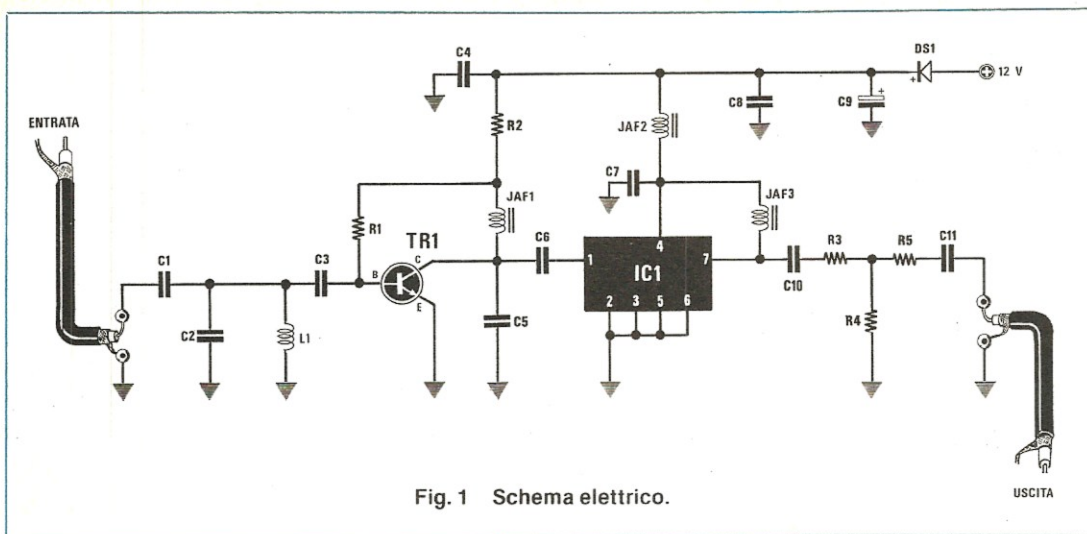 C4
DS1
+
12 V
+
C8
C9
+
R2
JAF2
ENTRATA
C7
JAF3
R1
JAF1
TR1
C6
C1
C3
C
B
E
4
1
IC1
7
R3
R5
C11
C10
2 3 5 6
C2
L1
C5
R4
Fig. 1 Schema elettrico.
USCITA